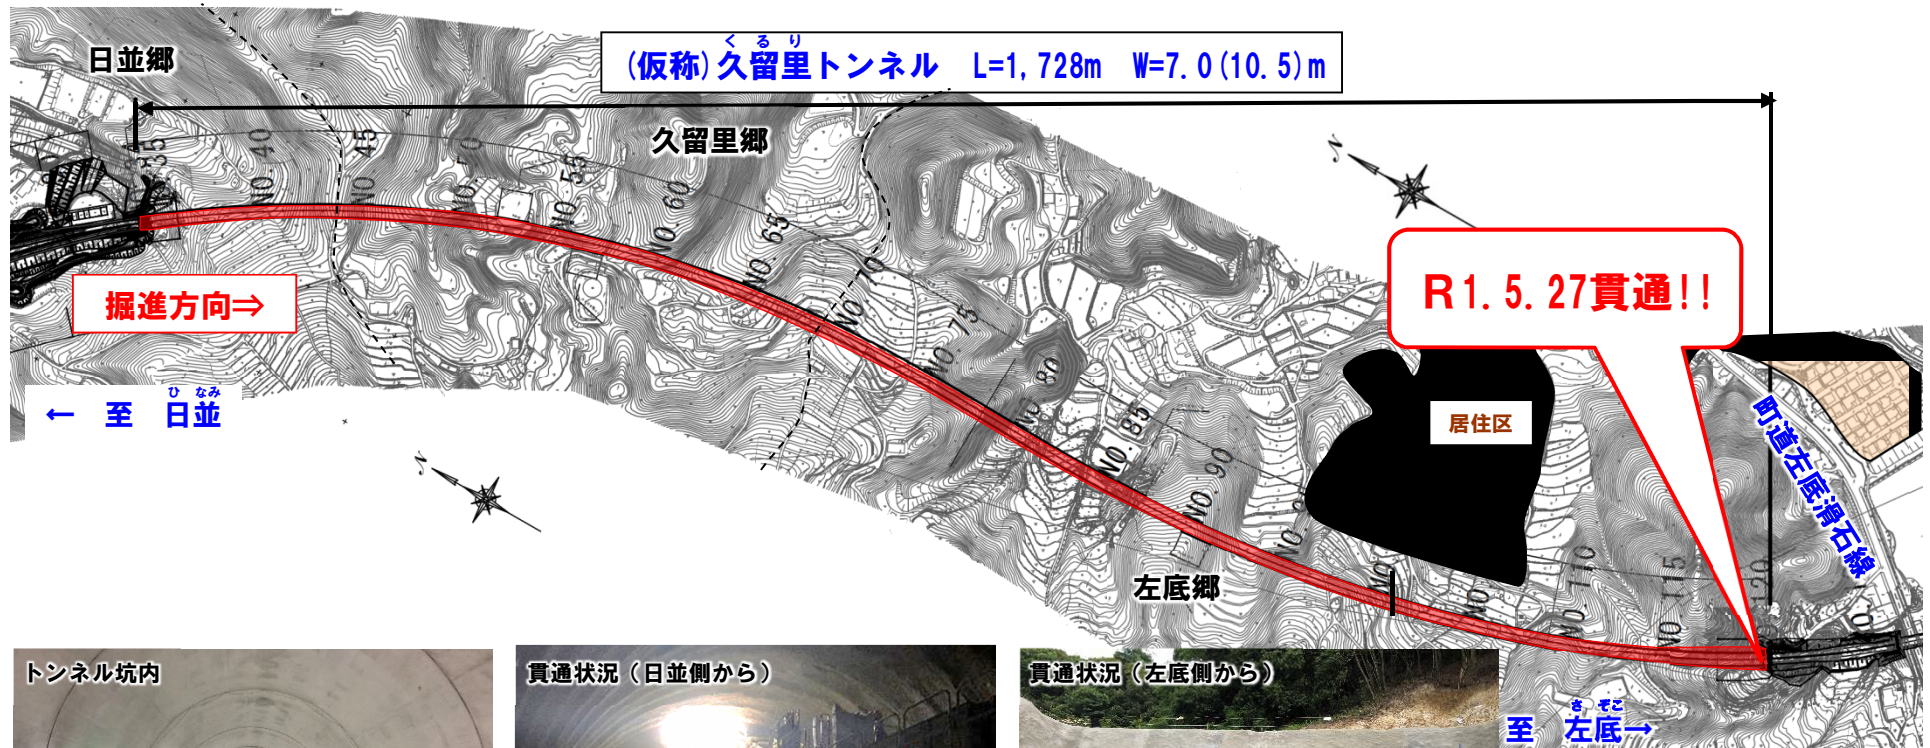 日並郷
くるり
(仮称)久留里トンネル L=1,728m W=7.0(10.5)m
久留里郷
N
NO.40
NO.45
NO.50
NO.55
NO.60
NO.65
NO.70
NO.75
NO.80
NO.85
NO.90
NO.110
NO.115
掘進方向⇒
R1.5.27貫通!!
ひなみ
← 至 日並
居住区
町道左底滑石線
N
左底郷
トンネル坑内
貫通状況（日並側から）
貫通状況（左底側から）
さぞこ
至 左底→